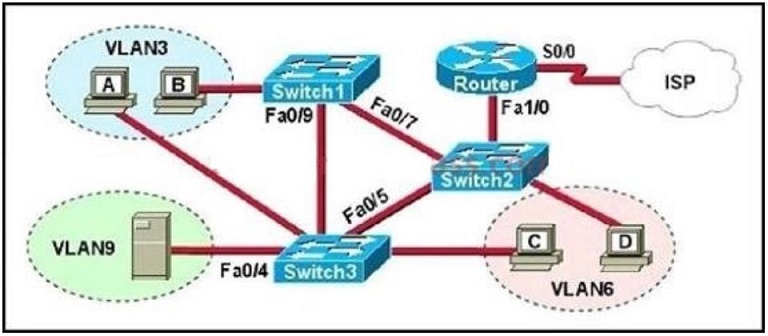 VLAN3
A
B
Switch1
Fa0/9
Fa0/7
Router
S0/0
ISP
Fa1/0
Switch2
Fa0/5
VLAN9
Fa0/4
Switch3
C
D
VLAN6